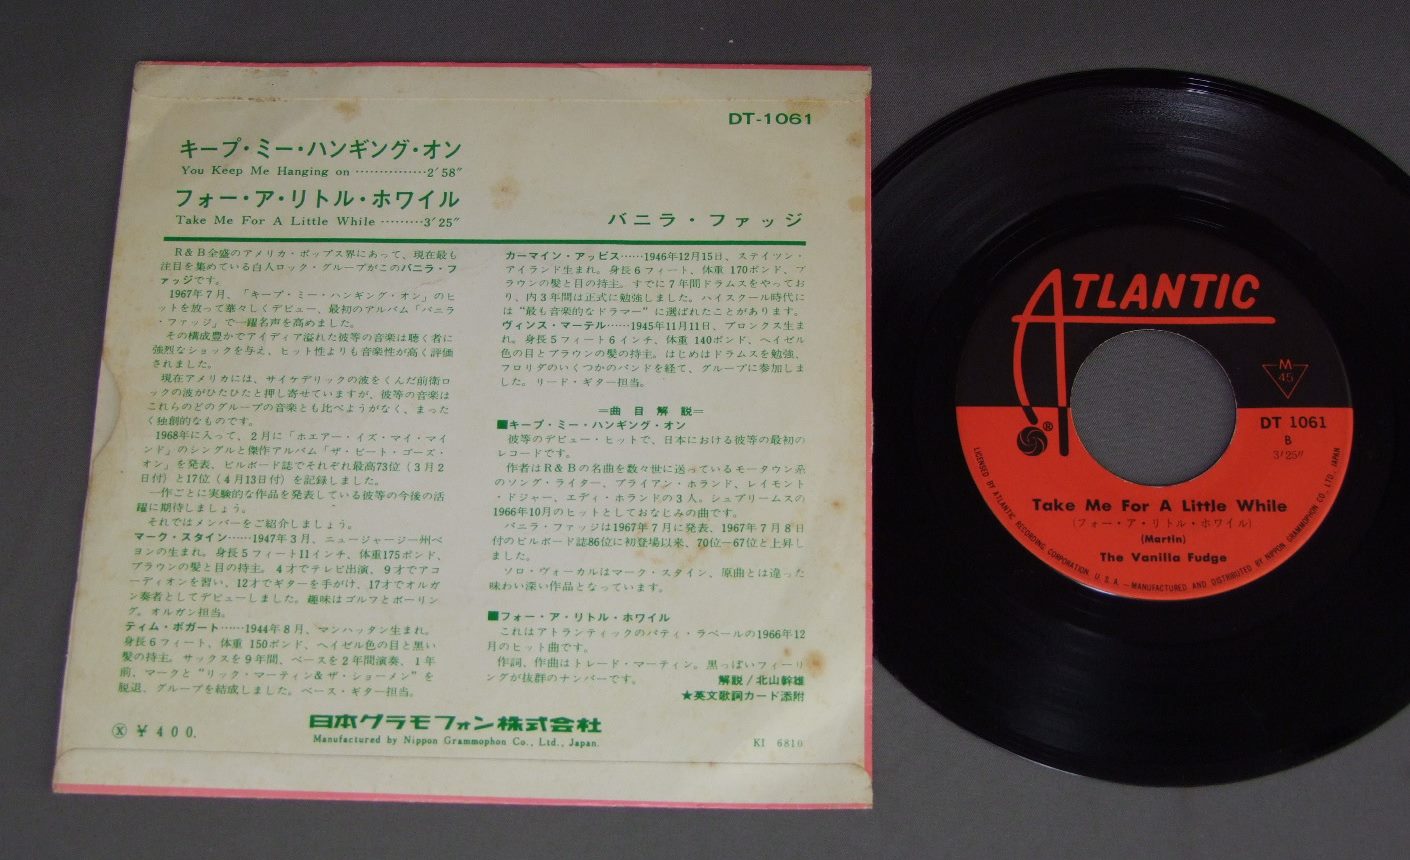 DT-1061
キープ・ミー・ハンギング・オン
You Keep Me Hanging on ···············2′58″
フォー・ア・リトル・ホワイル
Take Me For A Little While ·········3′25″
バニラ・ファッジ
R&B全盛のアメリカ・ポップス界にあって、現在最も
注目を集めている白人ロック・グループがこのバニラ・フ
ァッジです。
1967年7月、「キープ・ミー・ハンギング・オン」のヒ
ットを放って華々しくデビュー、最初のアルバム「バニラ
・ファッジ」で一躍名声を高めました。
その構成豊かでアイディア溢れた彼等の音楽は聴く者に
強烈なショックを与え、ヒット性よりも音楽性が高く評価
されました。
現在アメリカには、サイケデリックの波をくんだ前衛ロ
ックの波がひたひたと押し寄せていますが、彼等の音楽は
これらのどのグループの音楽とも比べようがなく、まった
く独創的なものです。
1968年に入って、2月に「ホエアー・イズ・マイ・マイ
ンド」のシングルと傑作アルバム「ザ・ビート・ゴーズ・
オン」を発表、ビルボード誌でそれぞれ最高73位(3月2
日付)と17位(4月13日付)を記録しました。
一作ごとに実験的な作品を発表している彼等の今後の活
躍に期待しましょう。
それではメンバーをご紹介しましょう。
マーク・スタイン……1947年3月、ニュージャージー州ベ
ヨンの生まれ。身長5フィート11インチ、体重175ポンド、
ブラウンの髪と目の持主。4才でテレビ出演、9才でアコ
ーディオンを習い、12才でギターを手がけ、17才でオルガ
ン奏者としてデビューしました。趣味はゴルフとボーリン
グ。オルガン担当。
ティム・ボガート……1944年8月、マンハッタン生まれ。
身長6フィート、体重 150ポンド、ヘイゼル色の目と黒い
髪の持主。サックスを9年間、ベースを2年間演奏、1年
前、マークと“リック・マーティン&ザ・ショーメン”を
脱退、グループを結成しました。ベース・ギター担当。
カーマイン・アッピス……1946年12月15日、ステイツン・
アイランド生まれ。身長6フィート、体重 170ポンド、ブ
ラウンの髪と目の持主。すでに7年間ドラムスをやってお
り、内3年間は正式に勉強しました。ハイスクール時代に
は“最も音楽的なドラマー”に選ばれたことがあります。
ヴィンス・マーテル……1945年11月11日、ブロンクス生ま
れ。身長5フィート6インチ、体重 140ポンド、ヘイゼル
色の目とブラウンの髪の持主。はじめはドラムスを勉強、
フロリダのいくつかのバンドを経て、グループに参加しま
した。リード・ギター担当。
=曲目解説=
■キープ・ミー・ハンギング・オン
彼等のデビュー・ヒットで、日本における彼等の最初の
レコードです。
作者はR&Bの名曲を数々世に送っているモータウン系
のソング・ライター、ブライアン・ホランド、レイモント
・ドジャー、エディ・ホランドの3人。シュプリームスの
1966年10月のヒットとしておなじみの曲です。
バニラ・ファッジは1967年7月に発表、1967年7月8日
付のビルボード誌86位に初登場以来、70位―67位と上昇し
ました。
ソロ・ヴォーカルはマーク・スタイン、原曲とは違った
味わい深い作品となっています。
■フォー・ア・リトル・ホワイル
これはアトランティックのパティ・ラベールの1966年12
月のヒット曲です。
作詞、作曲はトレード・マーティン。黒っぽいフィーリ
ングが抜群のナンバーです。
解説/北山幹雄
★英文歌詞カード添附
Ⓧ ¥400.
日本グラモフォン株式会社
Manufactured by Nippon Grammophon Co., Ltd., Japan.
KI 6810
ATLANTIC
®
M
45
DT 1061
B
3′25″
Take Me For A Little While
(フォー・ア・リトル・ホワイル)
(Martin)
The Vanilla Fudge
LICENSED BY ATLANTIC RECORDING CORPORATION, U.S.A. — MANUFACTURED AND DISTRIBUTED BY NIPPON GRAMMOPHON CO., LTD., JAPAN